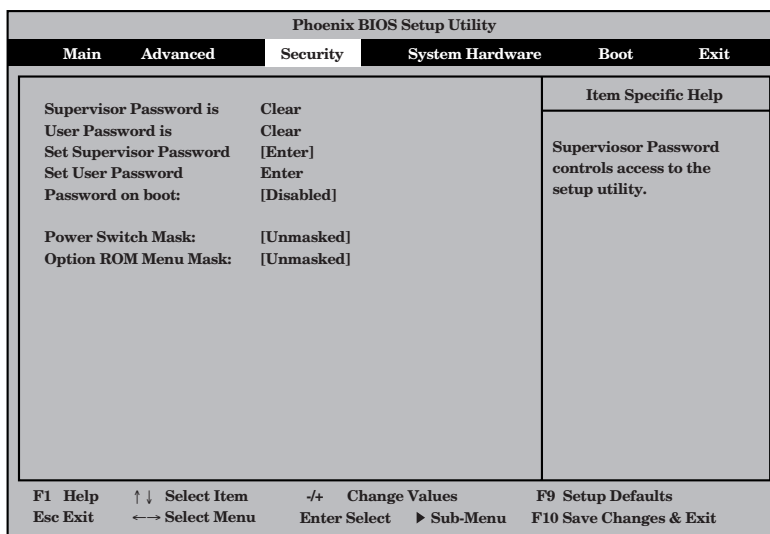 Phoenix BIOS Setup Utility
Main Advanced Security System Hardware Boot Exit
Item Specific Help
Supervisor Password is Clear
User Password is Clear
Set Supervisor Password [Enter]
Set User Password Enter
Password on boot: [Disabled]
Power Switch Mask: [Unmasked]
Option ROM Menu Mask: [Unmasked]
Superviosor Password
controls access to the
setup utility.
F1 Help ↑↓ Select Item -/+ Change Values F9 Setup Defaults
Esc Exit ←→ Select Menu Enter Select ▶ Sub-Menu F10 Save Changes & Exit